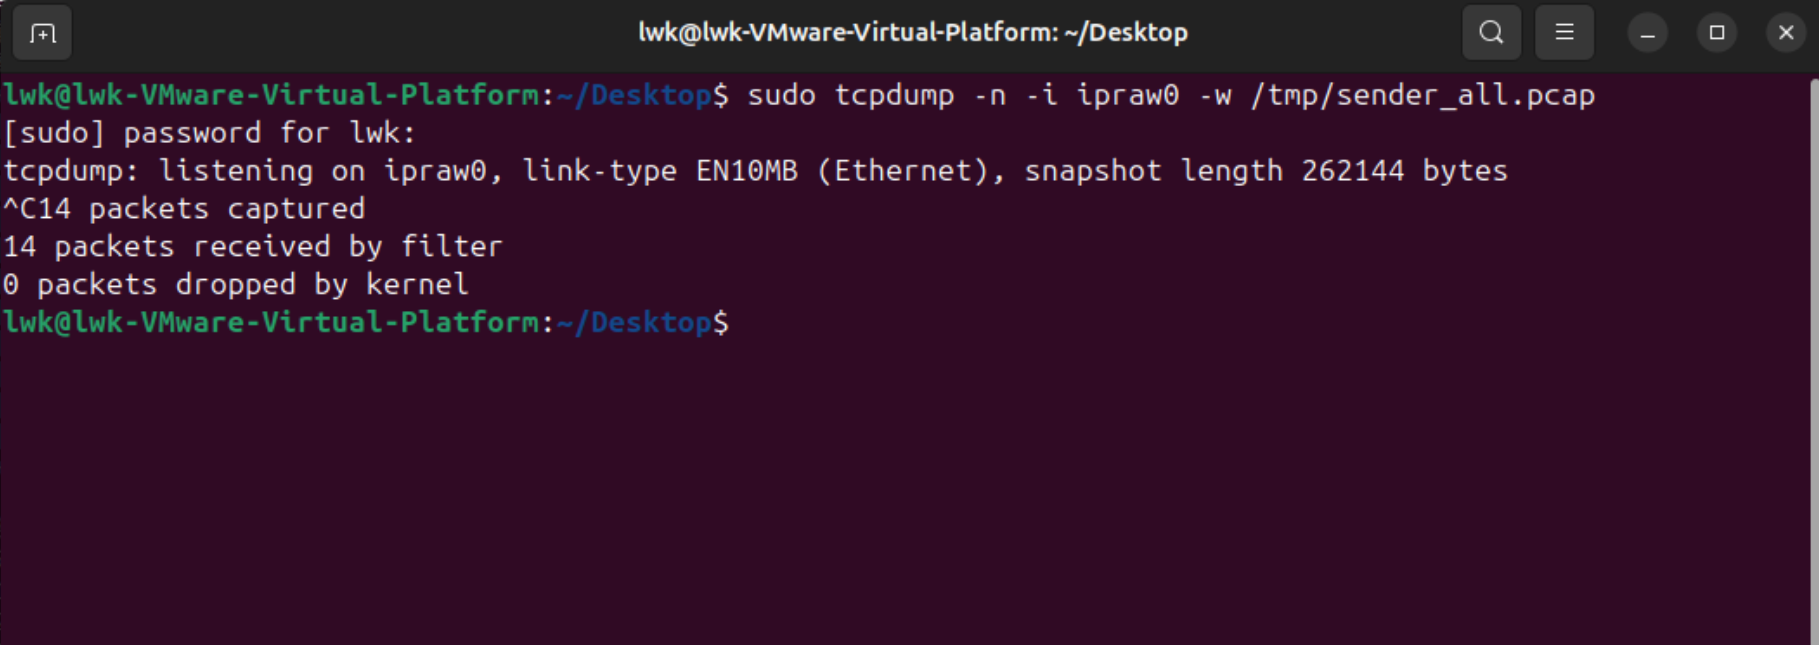 lwk@lwk-VMware-Virtual-Platform: ~/Desktop
lwk@lwk-VMware-Virtual-Platform:~/Desktop$ sudo tcpdump -n -i ipraw0 -w /tmp/sender_all.pcap
[sudo] password for lwk:
tcpdump: listening on ipraw0, link-type EN10MB (Ethernet), snapshot length 262144 bytes
^C14 packets captured
14 packets received by filter
0 packets dropped by kernel
lwk@lwk-VMware-Virtual-Platform:~/Desktop$